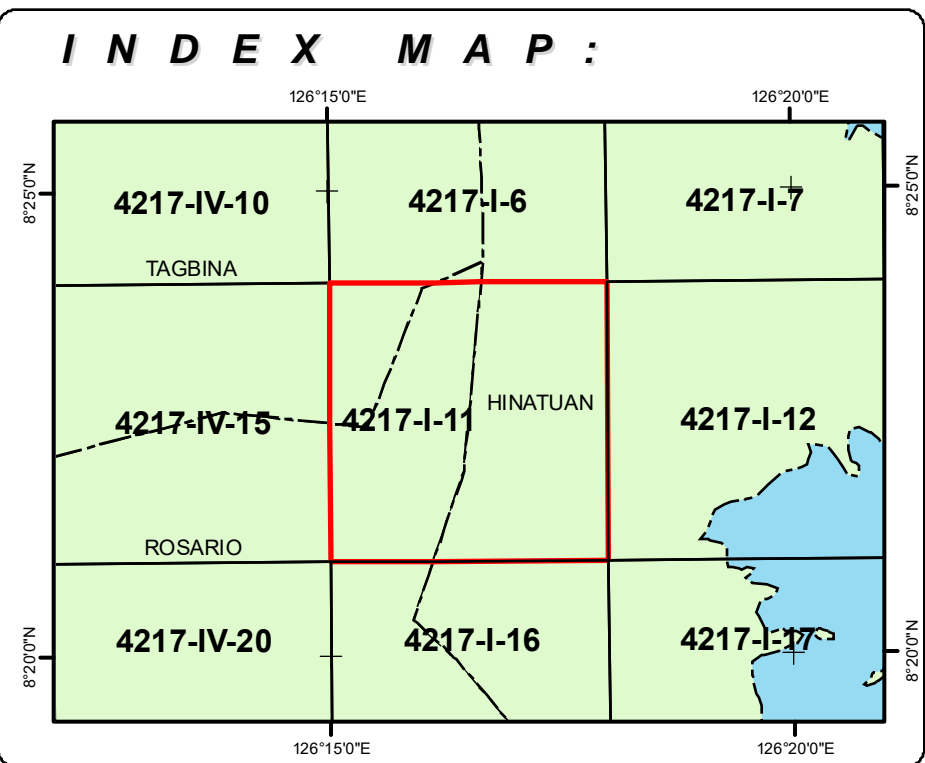 INDEX MAP:
126°15'0"E 126°20'0"E
8°25'0"N 8°25'0"N
4217-IV-10 4217-I-6 4217-I-7
TAGBINA
4217-IV-15 4217-I-11 HINATUAN 4217-I-12
ROSARIO
4217-IV-20 4217-I-16 4217-I-17
8°20'0"N 8°20'0"N
126°15'0"E 126°20'0"E